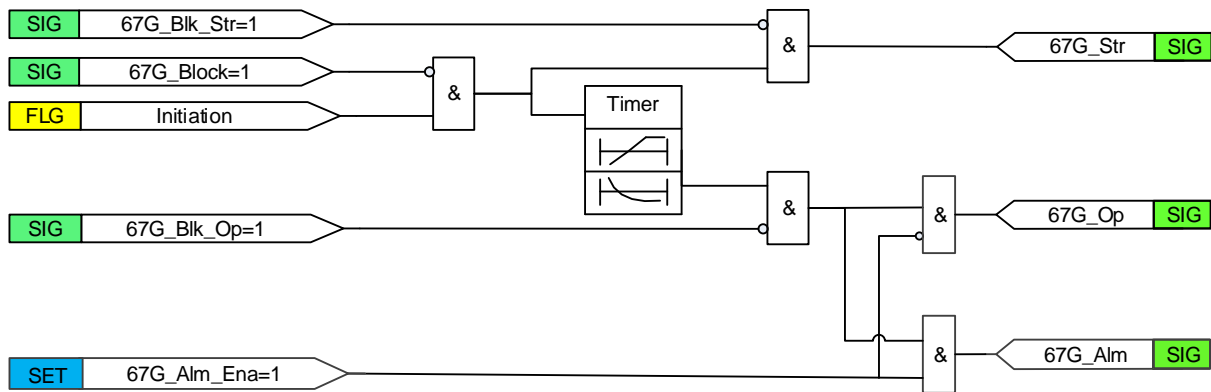 SIG 67G_Blk_Str=1
& 67G_Str SIG
SIG 67G_Block=1
&
FLG Initiation
Timer
SIG 67G_Blk_Op=1
& & 67G_Op SIG
SET 67G_Alm_Ena=1
& 67G_Alm SIG